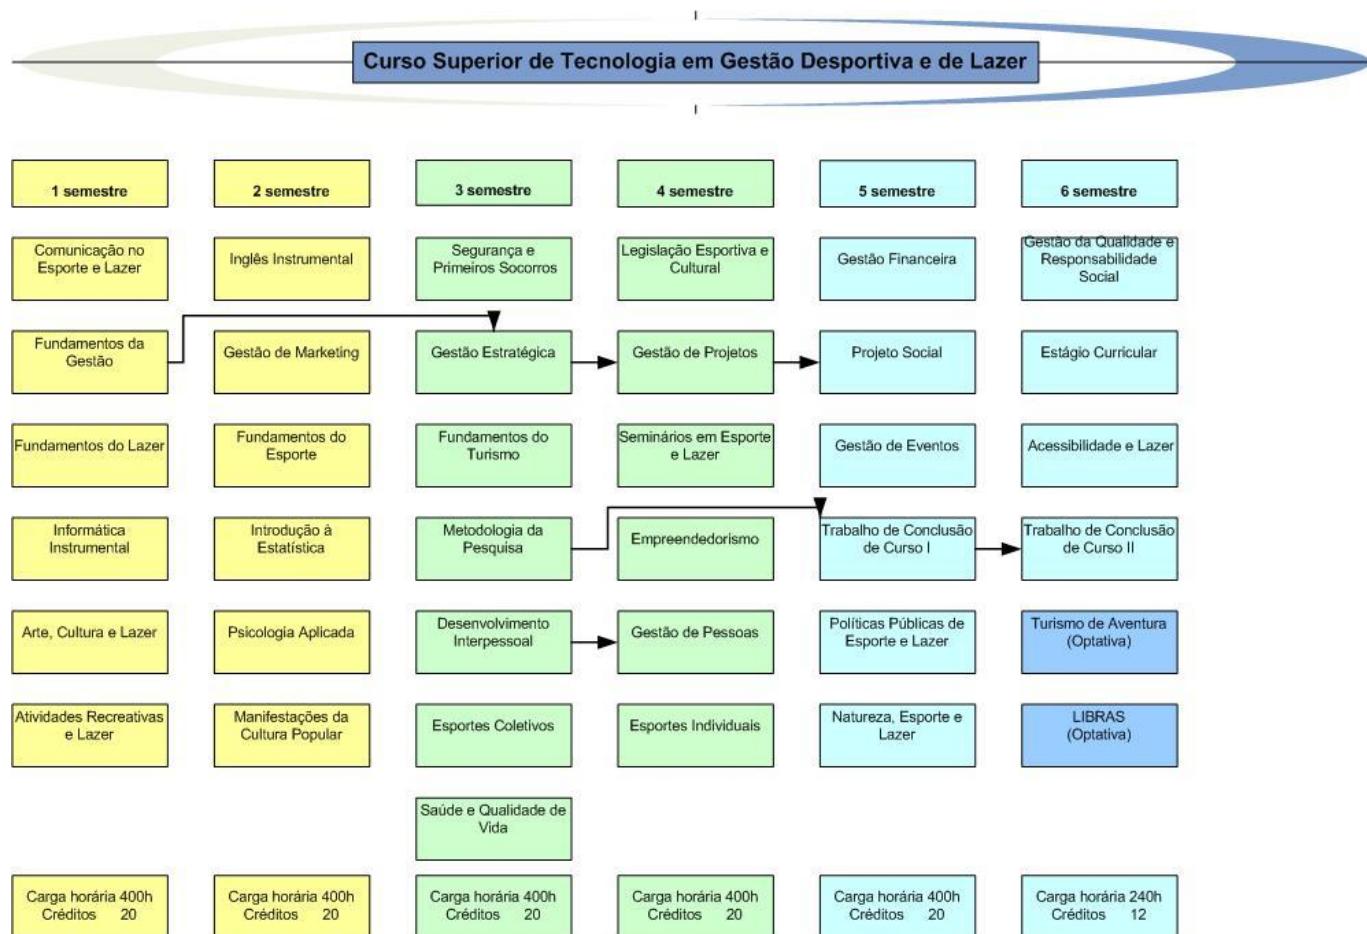 Curso Superior de Tecnologia em Gestão Desportiva e de Lazer
1 semestre
2 semestre
3 semestre
4 semestre
5 semestre
6 semestre
Comunicação no
Esporte e Lazer
Inglês Instrumental
Segurança e
Primeiros Socorros
Legislação Esportiva e
Cultural
Gestão Financeira
Gestão da Qualidade e
Responsabilidade
Social
Fundamentos da
Gestão
Gestão de Marketing
Gestão Estratégica
Gestão de Projetos
Projeto Social
Estágio Curricular
Fundamentos do Lazer
Fundamentos do
Esporte
Fundamentos do
Turismo
Seminários em Esporte
e Lazer
Gestão de Eventos
Acessibilidade e Lazer
Informática
Instrumental
Introdução à
Estatística
Metodologia da
Pesquisa
Empreendedorismo
Trabalho de Conclusão
de Curso I
Trabalho de Conclusão
de Curso II
Arte, Cultura e Lazer
Psicologia Aplicada
Desenvolvimento
Interpessoal
Gestão de Pessoas
Políticas Públicas de
Esporte e Lazer
Turismo de Aventura
(Optativa)
Atividades Recreativas
e Lazer
Manifestações da
Cultura Popular
Esportes Coletivos
Esportes Individuais
Natureza, Esporte e
Lazer
LIBRAS
(Optativa)
Saúde e Qualidade de
Vida
Carga horária 400h
Créditos 20
Carga horária 400h
Créditos 20
Carga horária 400h
Créditos 20
Carga horária 400h
Créditos 20
Carga horária 400h
Créditos 20
Carga horária 240h
Créditos 12